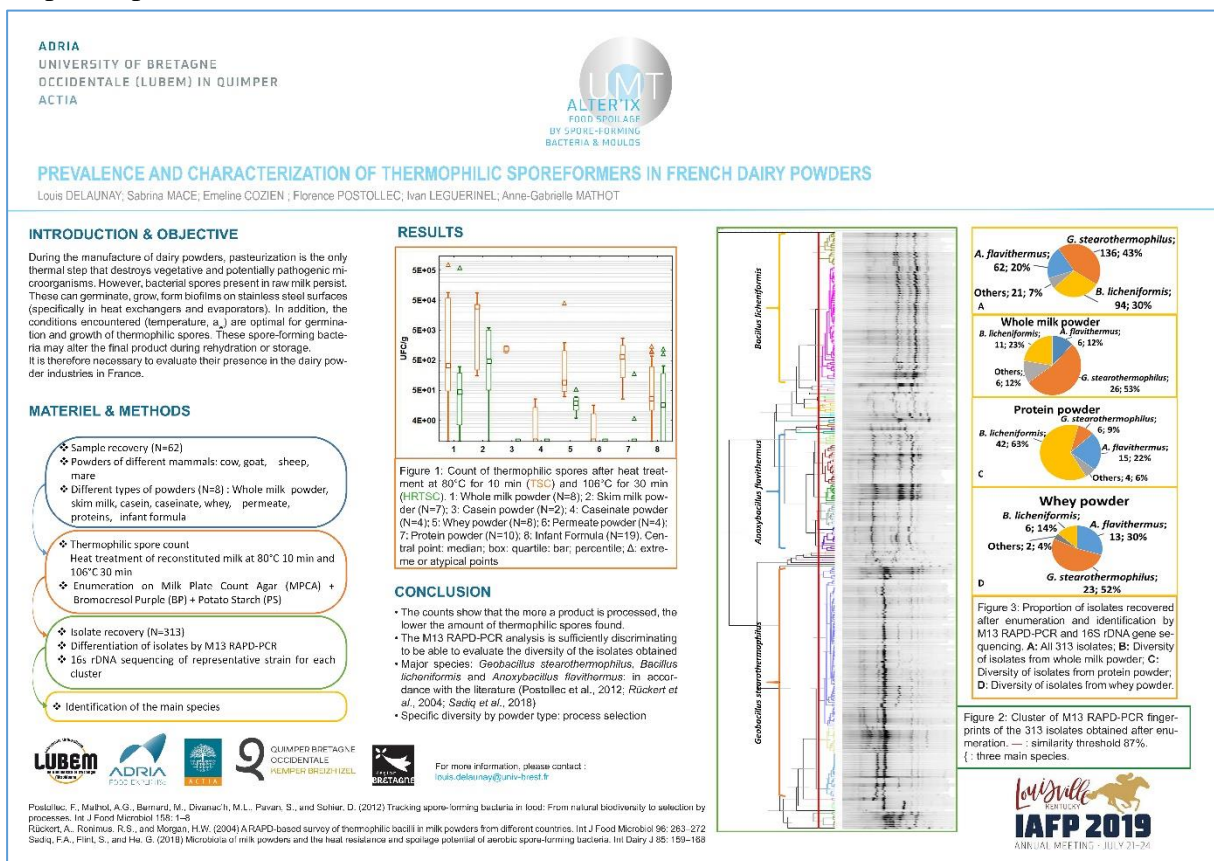 ADRIA
UNIVERSITY OF BRETAGNE
OCCIDENTALE (LUBEM) IN QUIMPER
ACTIA
UMT
ALTER'IX
FOOD SPOILAGE
BY SPORE-FORMING
BACTERIA & MOULDS
PREVALENCE AND CHARACTERIZATION OF THERMOPHILIC SPOREFORMERS IN FRENCH DAIRY POWDERS
Louis DELAUNAY; Sabrina MACE; Emeline COZIEN ; Florence POSTOLLEC; Ivan LEGUERINEL; Anne-Gabrielle MATHOT
INTRODUCTION & OBJECTIVE
During the manufacture of dairy powders, pasteurization is the only
thermal step that destroys vegetative and potentially pathogenic mi-
croorganisms. However, bacterial spores present in raw milk persist.
These can germinate, grow, form biofilms on stainless steel surfaces
(specifically in heat exchangers and evaporators). In addition, the
conditions encountered (temperature, aw) are optimal for germina-
tion and growth of thermophilic spores. These spore-forming bacte-
ria may alter the final product during rehydration or storage.
It is therefore necessary to evaluate their presence in the dairy pow-
der industries in France.
MATERIEL & METHODS
❖ Sample recovery (N=62)
❖ Powders of different mammals: cow, goat, sheep,
mare
❖ Different types of powders (N=8) : Whole milk powder,
skim milk, casein, caseinate, whey, permeate,
proteins, infant formula
❖ Thermophilic spore count
Heat treatment of reconstituted milk at 80°C 10 min and
106°C 30 min
❖ Enumeration on Milk Plate Count Agar (MPCA) +
Bromocresol Purple (BP) + Potato Starch (PS)
❖ Isolate recovery (N=313)
❖ Differentiation of isolates by M13 RAPD-PCR
❖ 16s rDNA sequencing of representative strain for each
cluster
❖ Identification of the main species
RESULTS
UFC/g
5E+05
5E+04
5E+03
5E+02
5E+01
4E+00
1 2 3 4 5 6 7 8
Figure 1: Count of thermophilic spores after heat treat-
ment at 80°C for 10 min (TSC) and 106°C for 30 min
(HRTSC). 1: Whole milk powder (N=8); 2: Skim milk pow-
der (N=7); 3: Casein powder (N=2); 4: Caseinate powder
(N=4); 5: Whey powder (N=8); 6: Permeate powder (N=4);
7: Protein powder (N=10); 8: Infant Formula (N=19). Cen-
tral point: median; box: quartile; bar: percentile; Δ: extre-
me or atypical points
CONCLUSION
• The counts show that the more a product is processed, the
lower the amount of thermophilic spores found.
• The M13 RAPD-PCR analysis is sufficiently discriminating
to be able to evaluate the diversity of the isolates obtained
• Major species: Geobacillus stearothermophilus, Bacillus
licheniformis and Anoxybacillus flavithermus: in accor-
dance with the literature (Postollec et al., 2012; Rückert et
al., 2004; Sadiq et al., 2018)
• Specific diversity by powder type: process selection
For more information, please contact :
louis.delaunay@univ-brest.fr
Bacillus licheniformis
Anoxybacillus flavithermus
Geobacillus stearothermophilus
G. stearothermophilus;
136; 43%
A. flavithermus;
62; 20%
Others; 21; 7%
B. licheniformis;
94; 30%
A
Whole milk powder
B. licheniformis;
11; 23%
A. flavithermus;
6; 12%
Others;
6; 12%
G. stearothermophilus;
26; 53%
Protein powder
G. stearothermophilus;
6; 9%
B. licheniformis;
42; 63%
A. flavithermus;
15; 22%
Others; 4; 6%
C
Whey powder
B. licheniformis;
6; 14%
A. flavithermus;
13; 30%
Others; 2; 4%
G. stearothermophilus;
23; 52%
D
Figure 3: Proportion of isolates recovered
after enumeration and identification by
M13 RAPD-PCR and 16S rDNA gene se-
quencing. A: All 313 isolates; B: Diversity
of isolates from whole milk powder; C:
Diversity of isolates from protein powder;
D: Diversity of isolates from whey powder.
Figure 2: Cluster of M13 RAPD-PCR finger-
prints of the 313 isolates obtained after enu-
meration. — : similarity threshold 87%.
{ : three main species.
LUBEM
ADRIA
ACTIA
QUIMPER BRETAGNE
OCCIDENTALE
KEMPER BREIZH IZEL
BRETAGNE
Postollec, F., Mathot, A.G., Bernard, M., Divanac'h, M.L., Pavan, S., and Sohier, D. (2012) Tracking spore-forming bacteria in food: From natural biodiversity to selection by
processes. Int J Food Microbiol 158: 1–8
Rückert, A., Ronimus, R.S., and Morgan, H.W. (2004) A RAPD-based survey of thermophilic bacilli in milk powders from different countries. Int J Food Microbiol 96: 263–272
Sadiq, F.A., Flint, S., and He, G. (2018) Microbiota of milk powders and the heat resistance and spoilage potential of aerobic spore-forming bacteria. Int Dairy J 85: 159–168
Louisville
KENTUCKY
IAFP 2019
ANNUAL MEETING · JULY 21–24